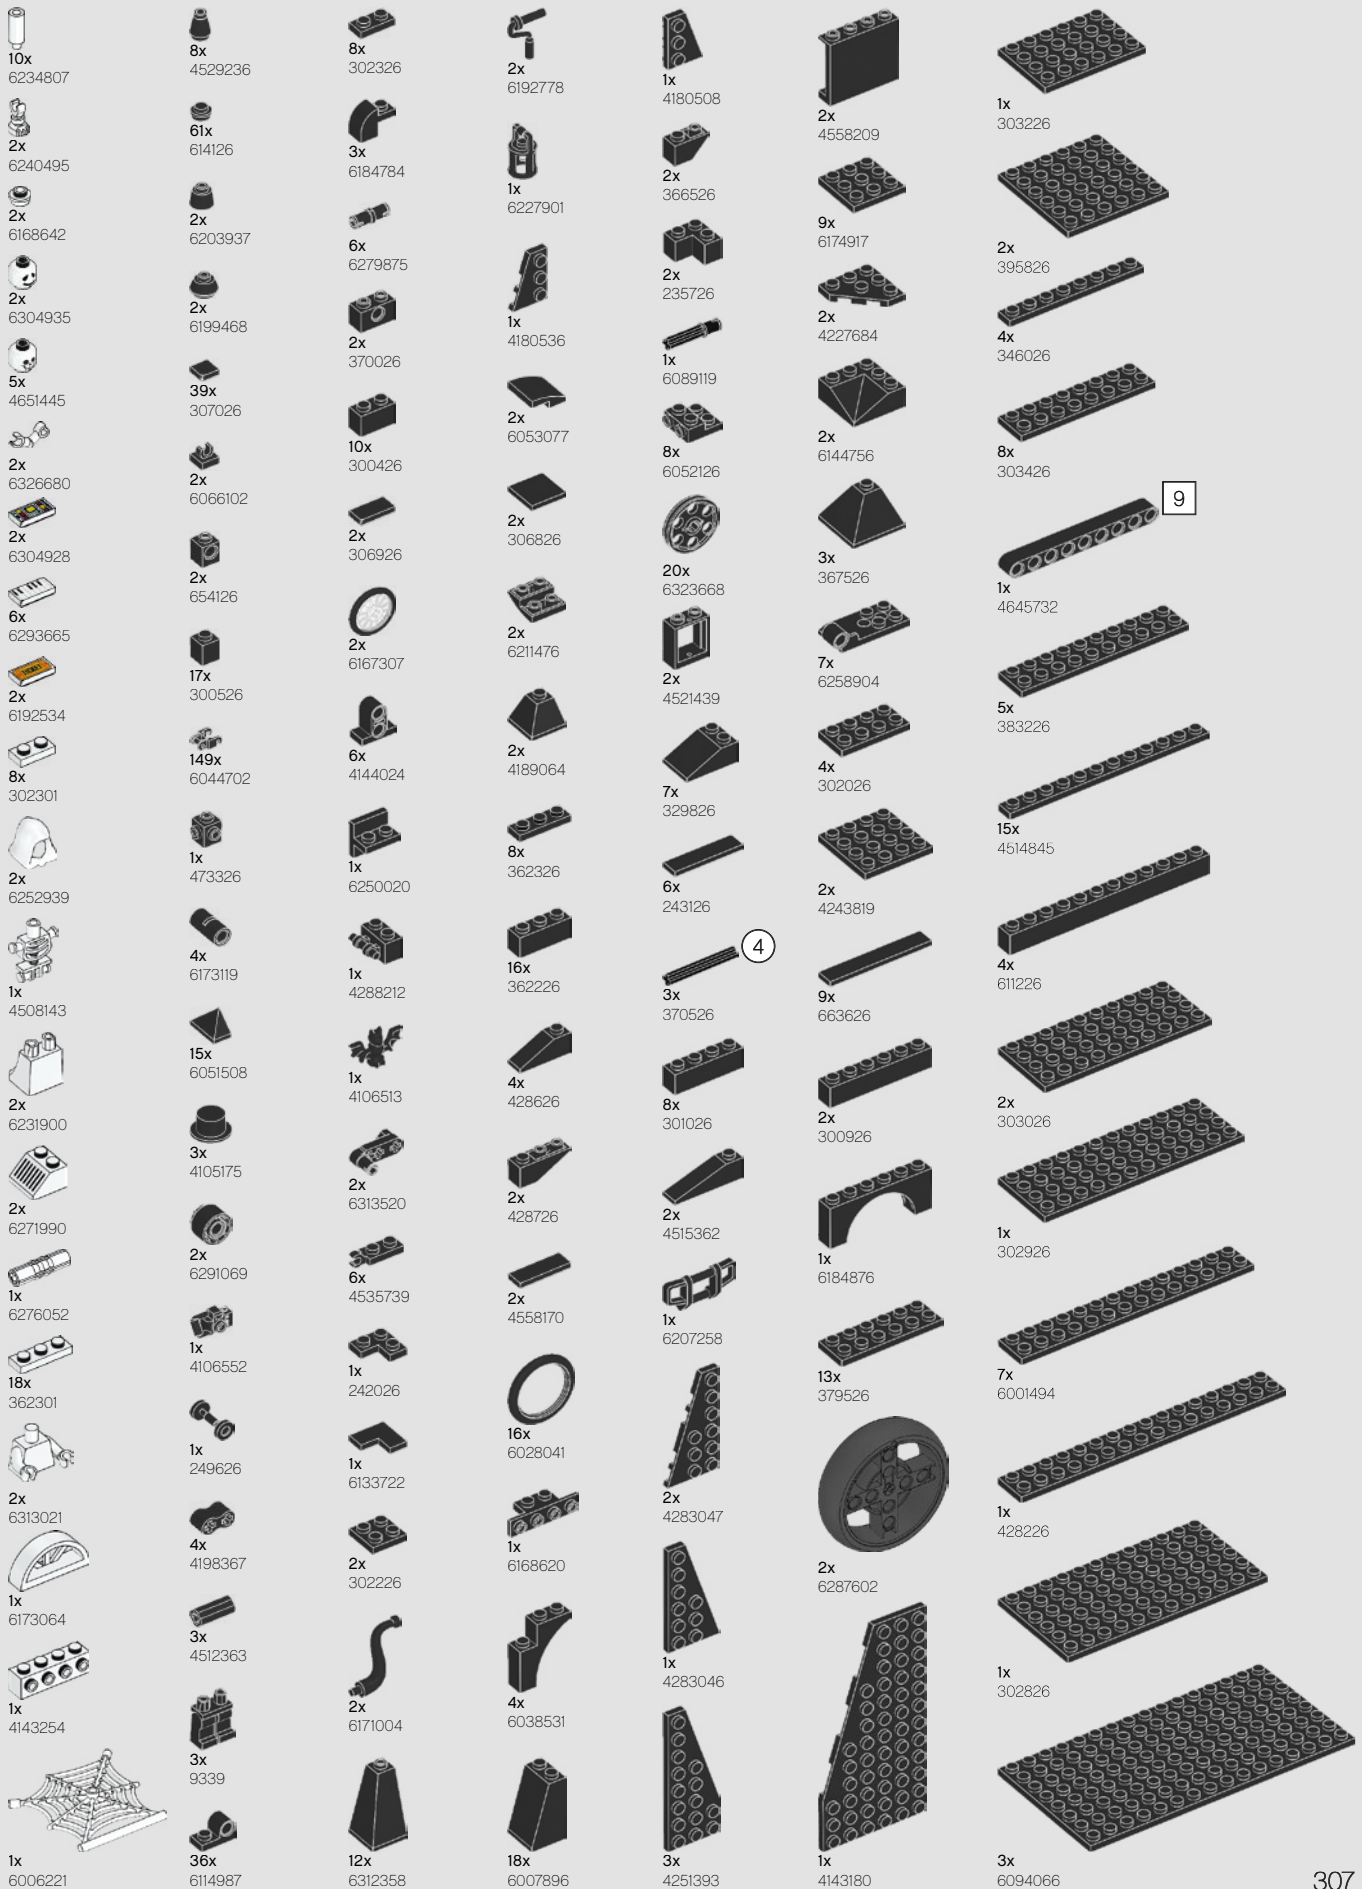 10x
6234807
2x
6240495
2x
6168642
2x
6304935
5x
4651445
2x
6326680
2x
6304928
6x
6293665
TICKET
2x
6192534
8x
302301
2x
6252939
1x
4508143
2x
6231900
2x
6271990
1x
6276052
18x
362301
2x
6313021
1x
6173064
1x
4143254
1x
6006221
8x
4529236
61x
614126
2x
6203937
2x
6199468
39x
307026
2x
6066102
2x
654126
17x
300526
149x
6044702
1x
473326
4x
6173119
15x
6051508
3x
4105175
2x
6291069
1x
4106552
1x
249626
4x
4198367
3x
4512363
3x
9339
36x
6114987
8x
302326
3x
6184784
6x
6279875
2x
370026
10x
300426
2x
306926
2x
6167307
6x
4144024
1x
6250020
1x
4288212
1x
4106513
2x
6313520
6x
4535739
1x
242026
1x
6133722
2x
302226
2x
6171004
12x
6312358
2x
6192778
1x
6227901
1x
4180536
2x
6053077
2x
306826
2x
6211476
2x
4189064
8x
362326
16x
362226
4x
428626
2x
428726
2x
4558170
16x
6028041
1x
6168620
4x
6038531
18x
6007896
1x
4180508
2x
366526
2x
235726
1x
6089119
8x
6052126
20x
6323668
2x
4521439
7x
329826
6x
243126
4
3x
370526
8x
301026
2x
4515362
1x
6207258
2x
4283047
1x
4283046
3x
4251393
2x
4558209
9x
6174917
2x
4227684
2x
6144756
3x
367526
7x
6258904
4x
302026
2x
4243819
9x
663626
2x
300926
1x
6184876
13x
379526
2x
6287602
1x
4143180
1x
303226
2x
395826
4x
346026
8x
303426
9
1x
4645732
5x
383226
15x
4514845
4x
611226
2x
303026
1x
302926
7x
6001494
1x
428226
1x
302826
3x
6094066
307